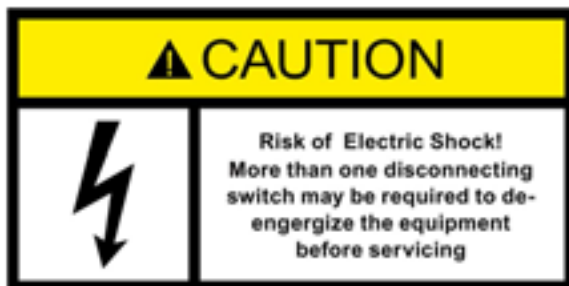 CAUTION
Risk of Electric Shock!
More than one disconnecting
switch may be required to de-
engergize the equipment
before servicing